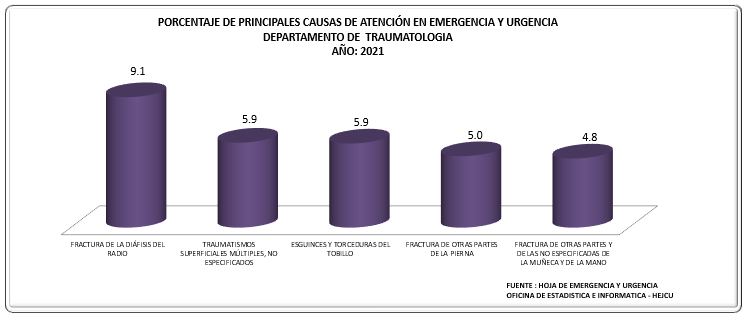 PORCENTAJE DE PRINCIPALES CAUSAS DE ATENCIÓN EN EMERGENCIA Y URGENCIA
DEPARTAMENTO DE TRAUMATOLOGIA
AÑO: 2021
9.1
5.9
5.9
5.0
4.8
FRACTURA DE LA DIÁFISIS DEL
RADIO
TRAUMATISMOS
SUPERFICIALES MÚLTIPLES, NO
ESPECIFICADOS
ESGUINCES Y TORCEDURAS DEL
TOBILLO
FRACTURA DE OTRAS PARTES
DE LA PIERNA
FRACTURA DE OTRAS PARTES Y
DE LAS NO ESPECIFICADAS DE
LA MUÑECA Y DE LA MANO
FUENTE : HOJA DE EMERGENCIA Y URGENCIA
OFICINA DE ESTADISTICA E INFORMATICA - HEJCU